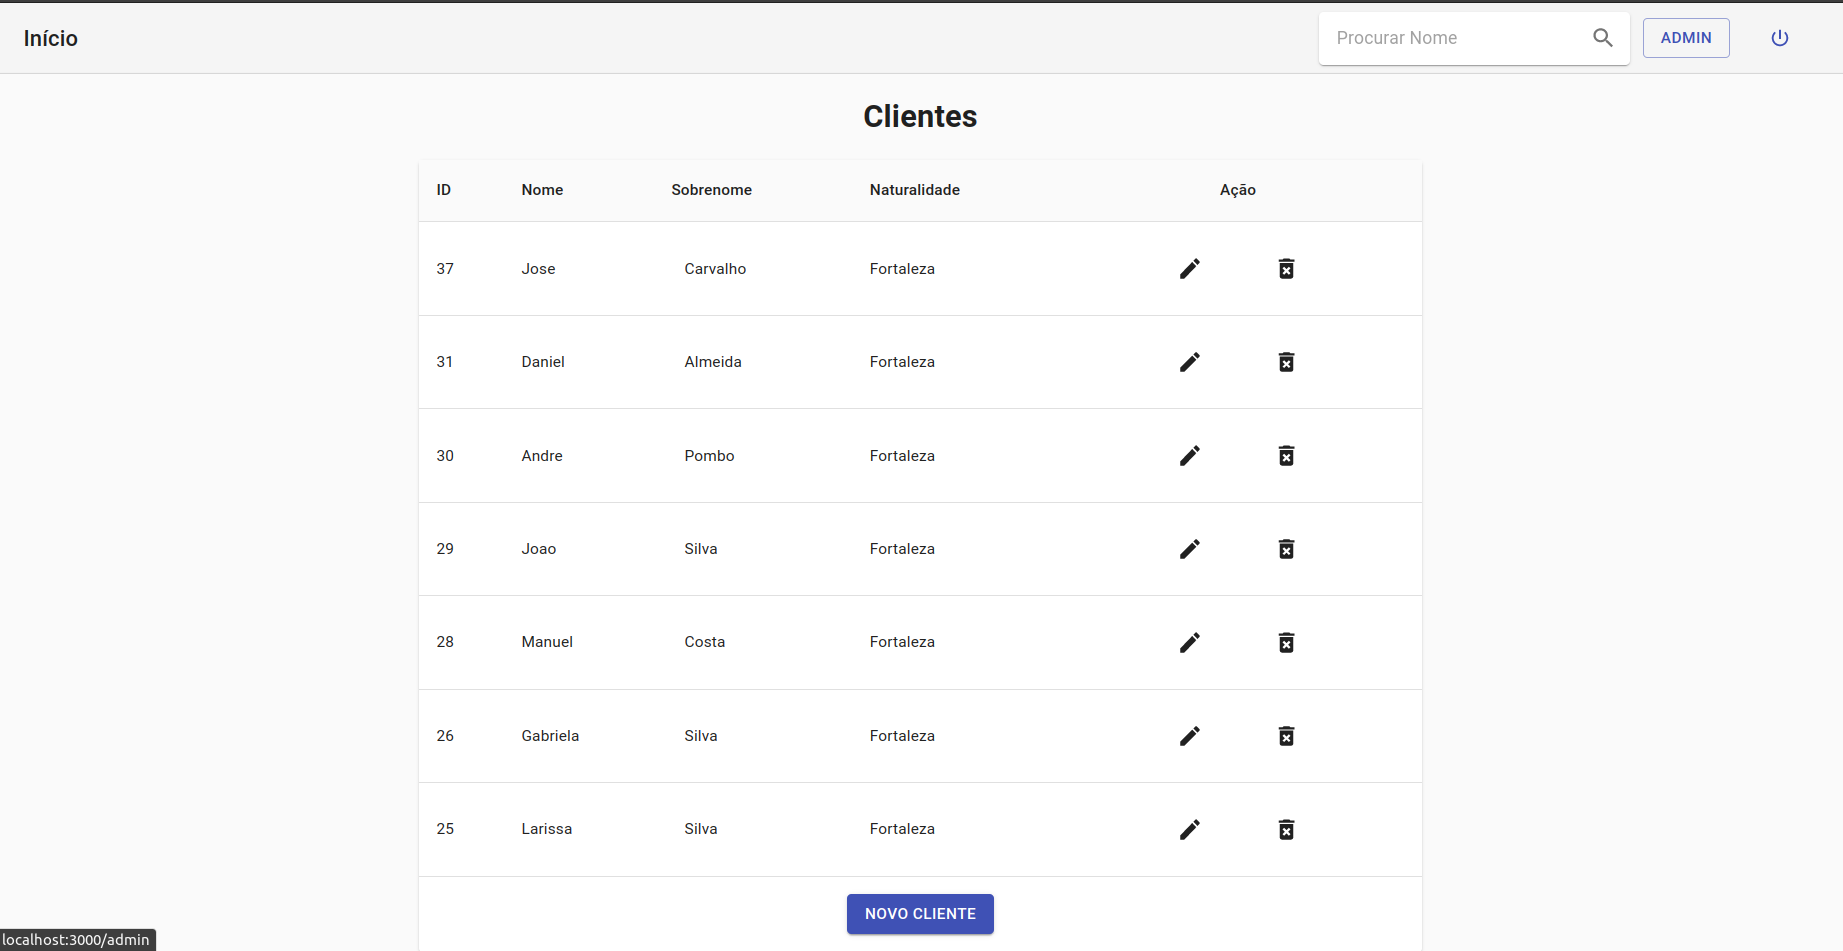 Início Procurar Nome ADMIN
Clientes
ID Nome Sobrenome Naturalidade Ação
37 Jose Carvalho Fortaleza
31 Daniel Almeida Fortaleza
30 Andre Pombo Fortaleza
29 Joao Silva Fortaleza
28 Manuel Costa Fortaleza
26 Gabriela Silva Fortaleza
25 Larissa Silva Fortaleza
NOVO CLIENTE
localhost:3000/admin